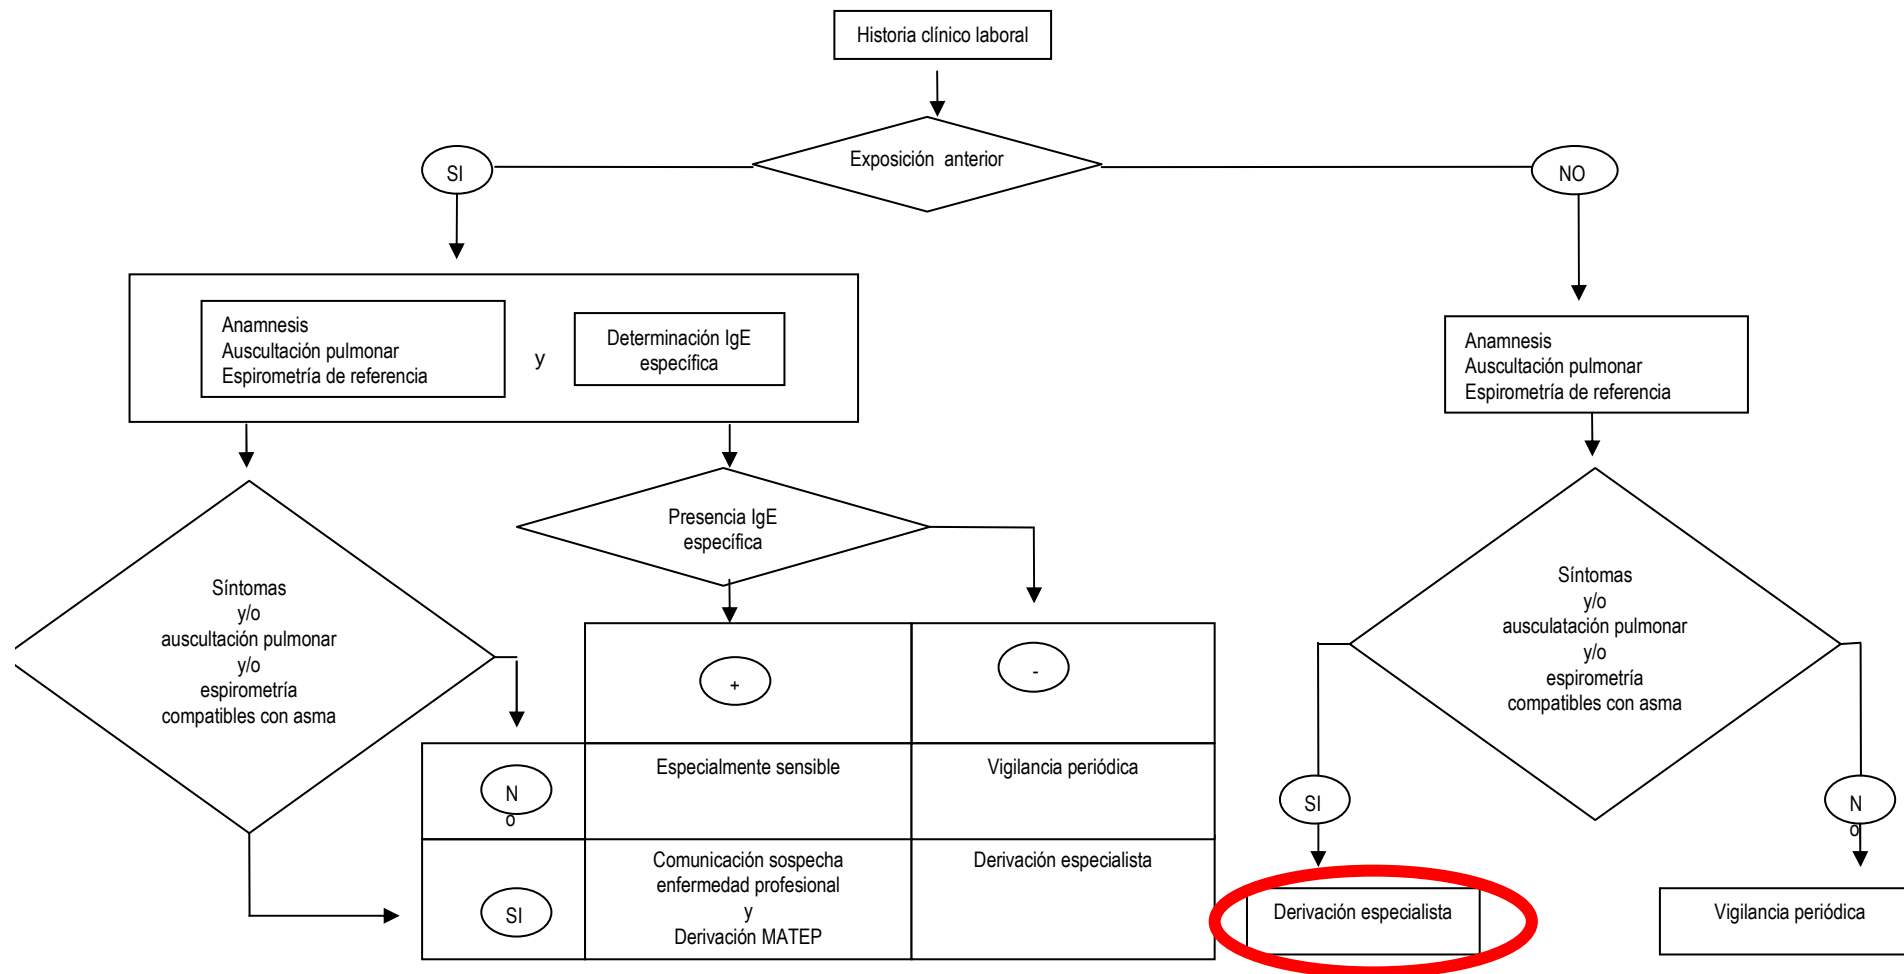 Historia clínico laboral
Exposición  anterior
SI
NO
Anamnesis
Auscultación pulmonar
Espirometría de referencia
y
Determinación IgE
específica
Anamnesis
Auscultación pulmonar
Espirometría de referencia
Síntomas
y/o
auscultación pulmonar
y/o
espirometría
compatibles con asma
Presencia IgE
específica
Síntomas
y/o
ausculatación pulmonar
y/o
espirometría
compatibles con asma
+
-
N
o
Especialmente sensible
Vigilancia periódica
SI
Comunicación sospecha
enfermedad profesional
y
Derivación MATEP
Derivación especialista
SI
N
o
Derivación especialista
Vigilancia periódica